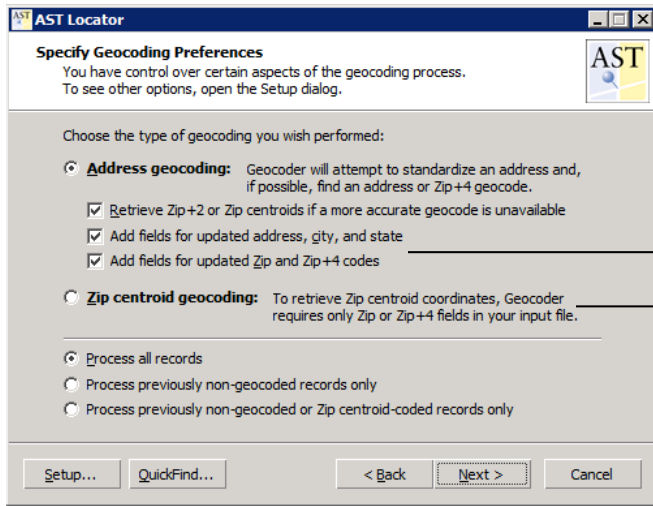 AST AST Locator
Specify Geocoding Preferences
You have control over certain aspects of the geocoding process.
To see other options, open the Setup dialog.
AST
Choose the type of geocoding you wish performed:
Address geocoding: Geocoder will attempt to standardize an address and,
if possible, find an address or Zip+4 geocode.
Retrieve Zip+2 or Zip centroids if a more accurate geocode is unavailable
Add fields for updated address, city, and state
Add fields for updated Zip and Zip+4 codes
Zip centroid geocoding: To retrieve Zip centroid coordinates, Geocoder
requires only Zip or Zip+4 fields in your input file.
Process all records
Process previously non-geocoded records only
Process previously non-geocoded or Zip centroid-coded records only
Setup... QuickFind... < Back Next > Cancel